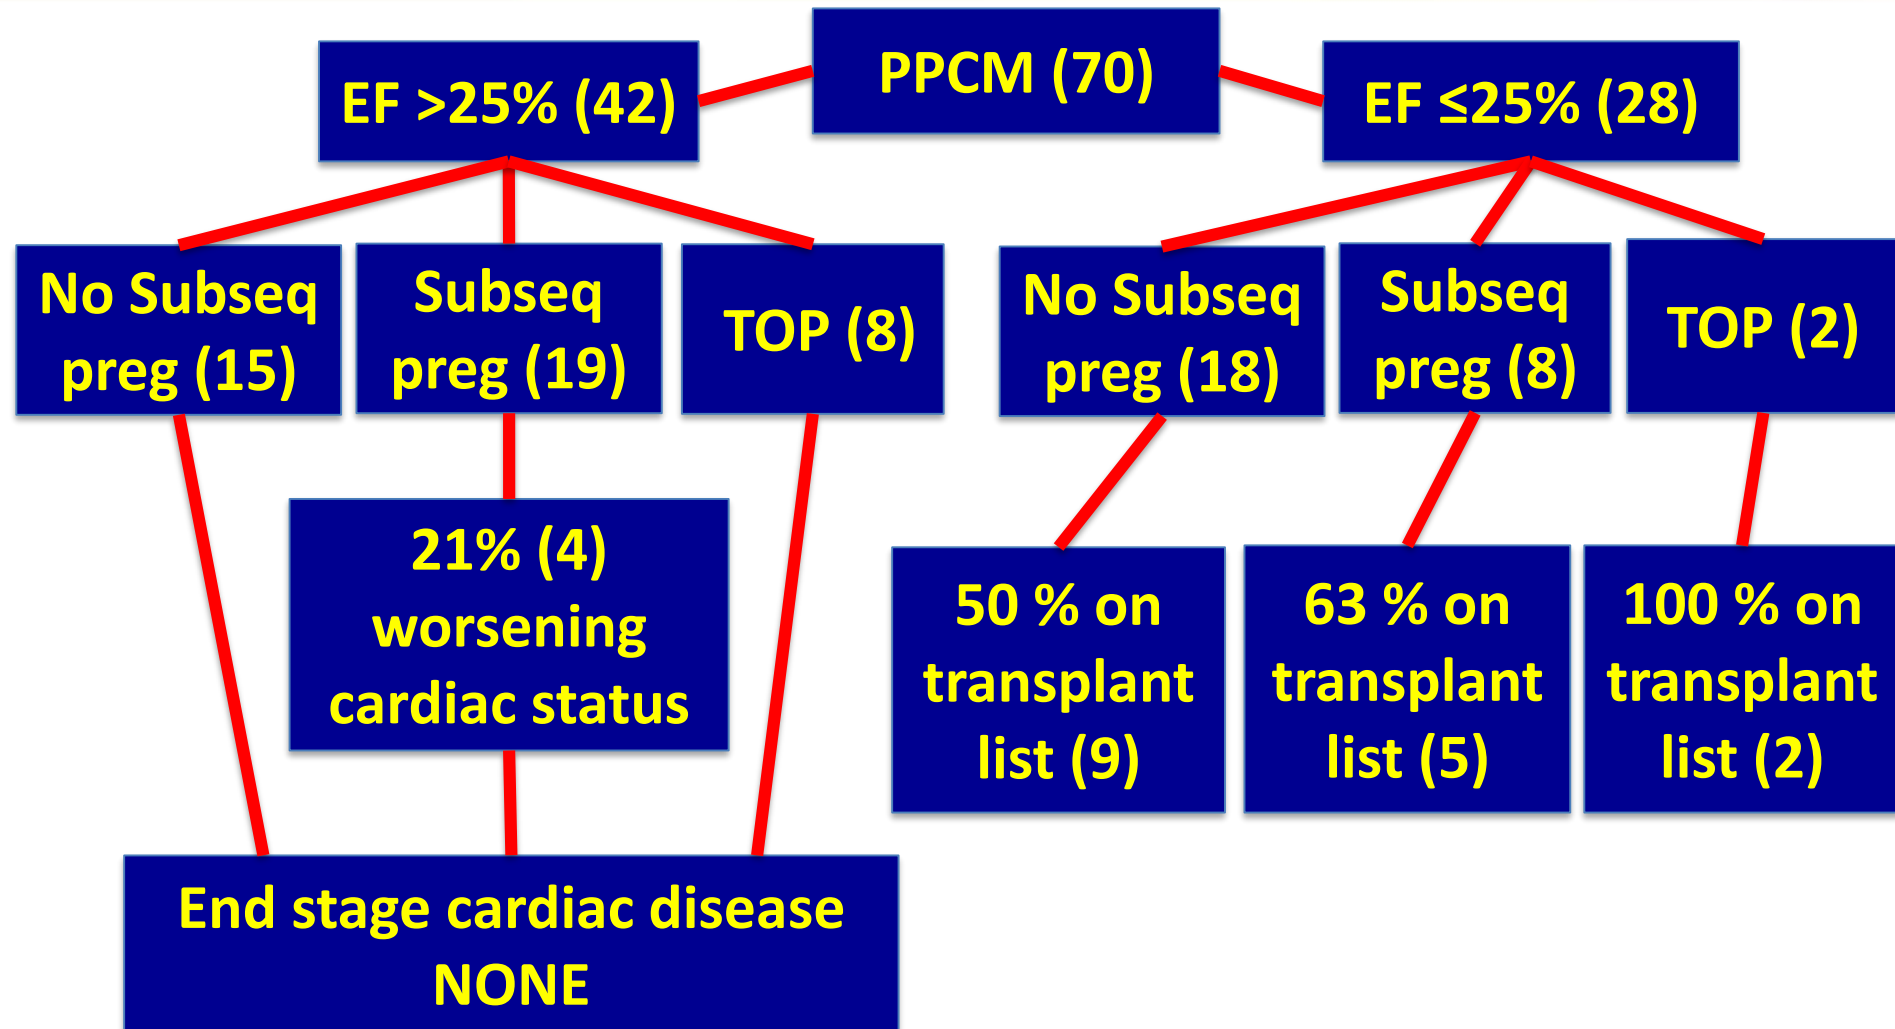 PPCM (70)
EF >25% (42)
EF ≤25% (28)
No Subseq
preg (15)
Subseq
preg (19)
TOP (8)
No Subseq
preg (18)
Subseq
preg (8)
TOP (2)
21% (4)
worsening
cardiac status
50 % on
transplant
list (9)
63 % on
transplant
list (5)
100 % on
transplant
list (2)
End stage cardiac disease
NONE